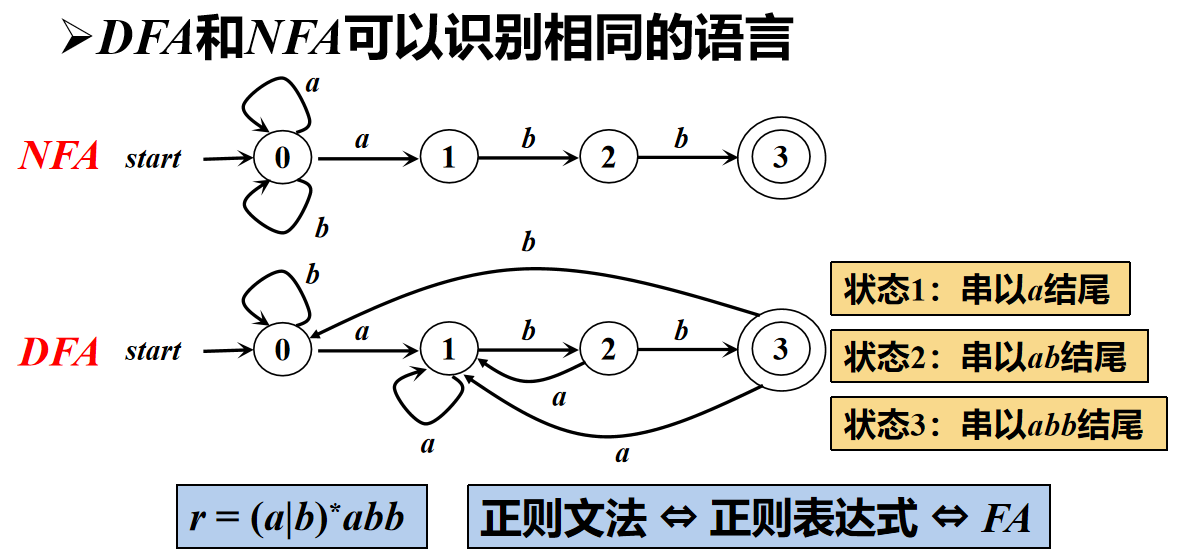 ➢DFA和NFA可以识别相同的语言
a
NFA start 0 a 1 b 2 b 3
b
b
b
DFA start 0 a 1 b 2 b 3
a
a
a
状态1：串以a结尾
状态2：串以ab结尾
状态3：串以abb结尾
r = (a|b)*abb
正则文法 ⇔ 正则表达式 ⇔ FA